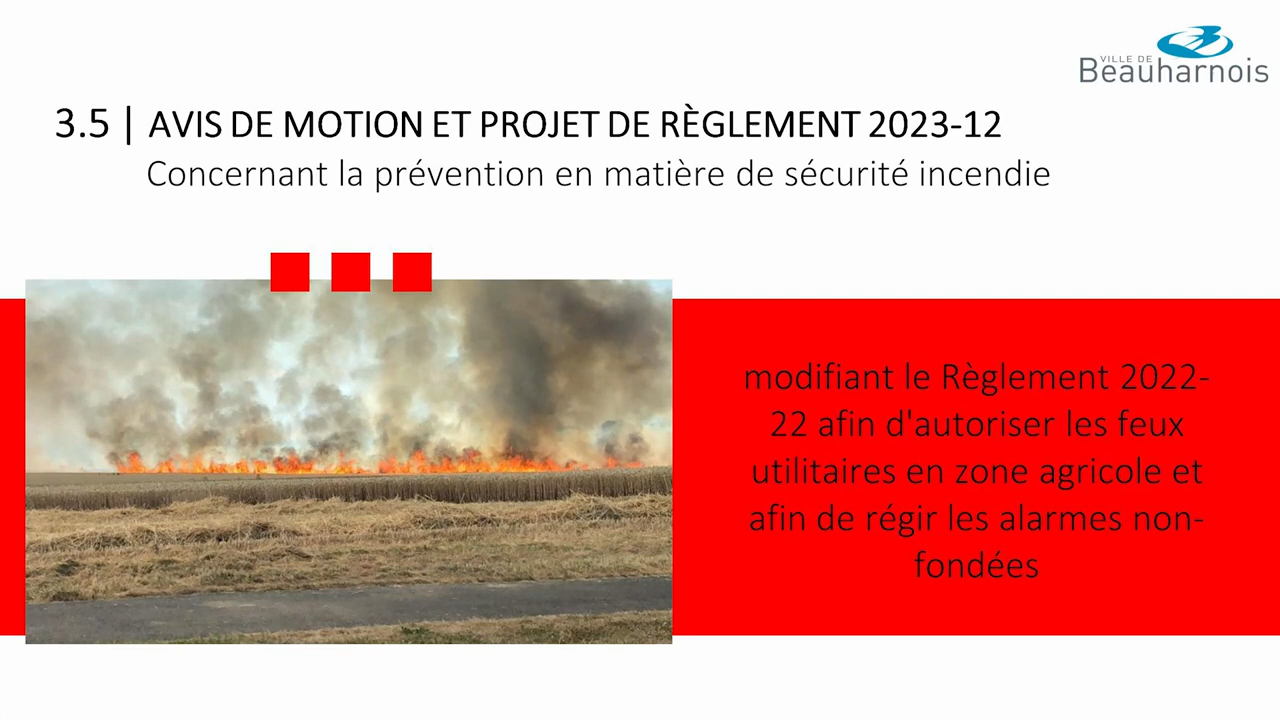 VILLE DE
Beauharnois
3.5 | AVIS DE MOTION ET PROJET DE RÈGLEMENT 2023-12
Concernant la prévention en matière de sécurité incendie
modifiant le Règlement 2022-
22 afin d'autoriser les feux
utilitaires en zone agricole et
afin de régir les alarmes non-
fondées